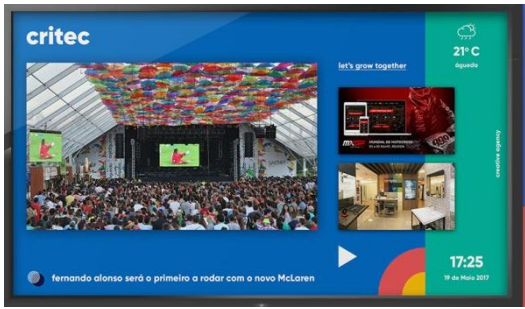 critec
let's grow together
21º C
águeda
creative agency
17:25
19 de Maio 2017
fernando alonso será o primeiro a rodar com o novo McLaren